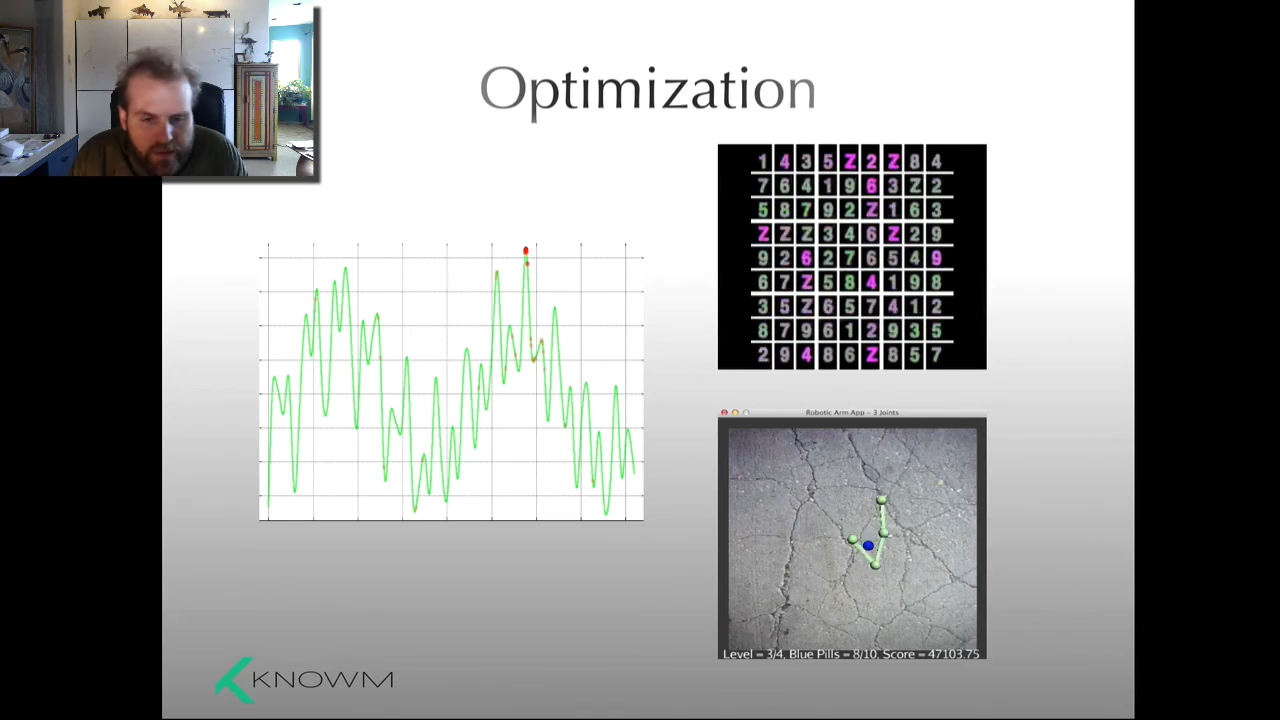 Optimization
1 4 3 5 Z 2 Z 8 4
7 6 4 1 9 6 3 Z 2
5 8 7 9 2 Z 1 6 3
Z Z Z 3 4 6 Z 2 9
9 2 6 2 7 6 5 4 9
6 7 Z 5 8 4 1 9 8
3 5 Z 6 5 7 4 1 2
8 7 9 6 1 2 9 3 5
2 9 4 8 6 Z 8 5 7
Robotic Arm App - 3 Joints
Level = 3/4, Blue Pills = 8/10, Score = 47103.75
KNOWM